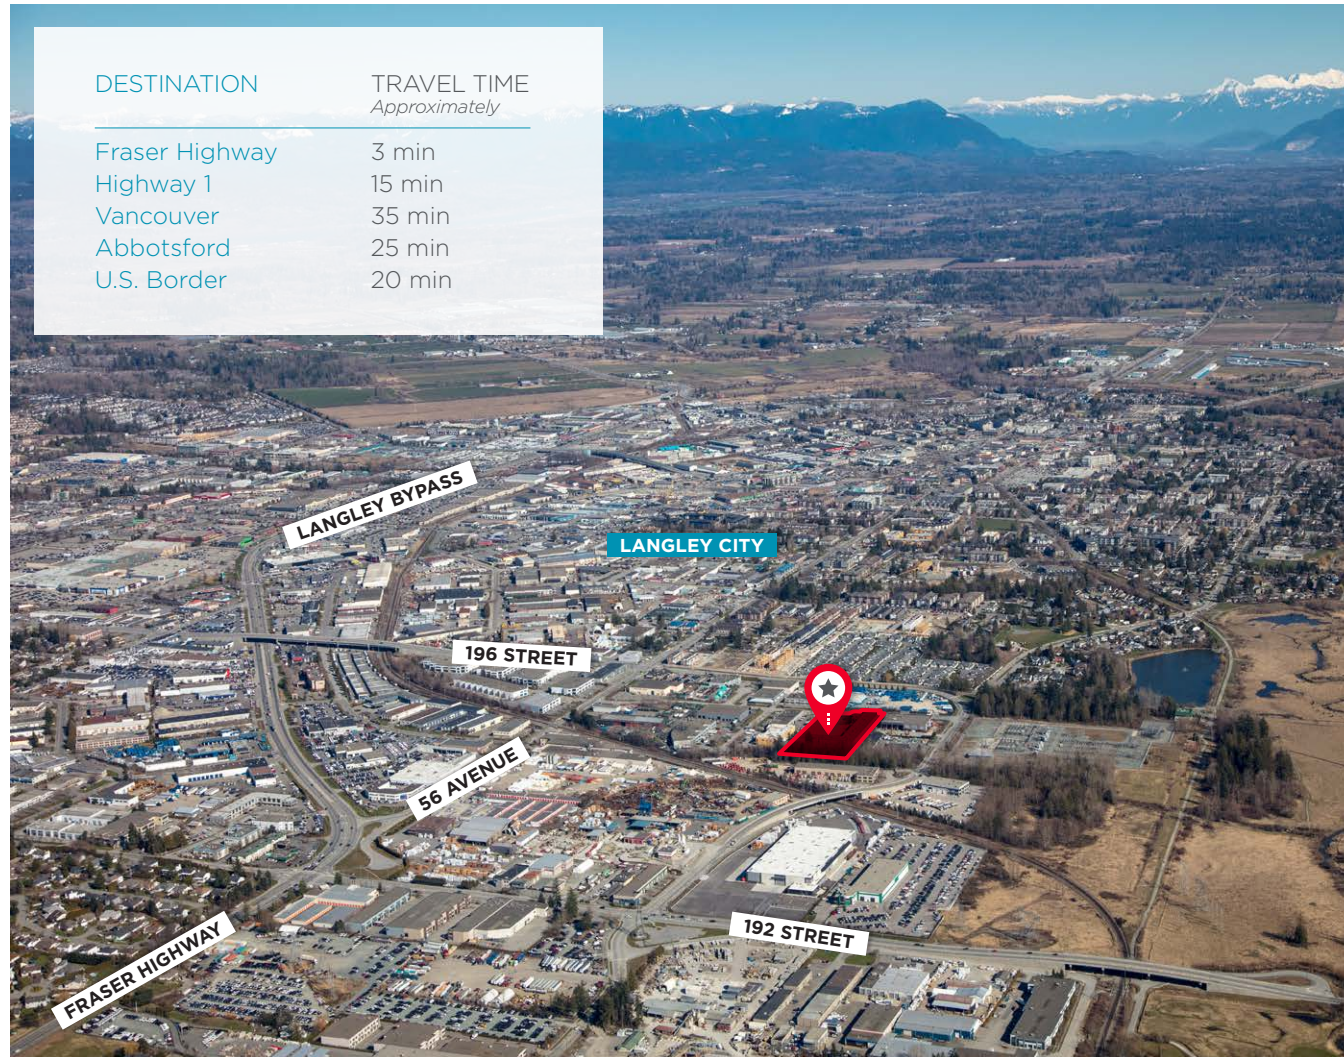 DESTINATION TRAVEL TIME
Approximately
Fraser Highway 3 min
Highway 1 15 min
Vancouver 35 min
Abbotsford 25 min
U.S. Border 20 min
LANGLEY BYPASS
LANGLEY CITY
196 STREET
56 AVENUE
192 STREET
FRASER HIGHWAY